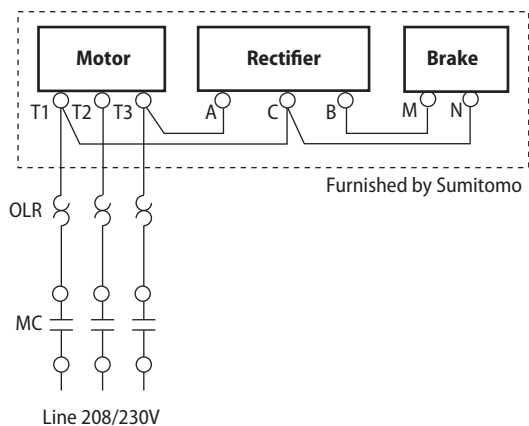 Motor Rectifier Brake
T1 T2 T3 A C B M N
Furnished by Sumitomo
OLR
MC
Line 208/230V